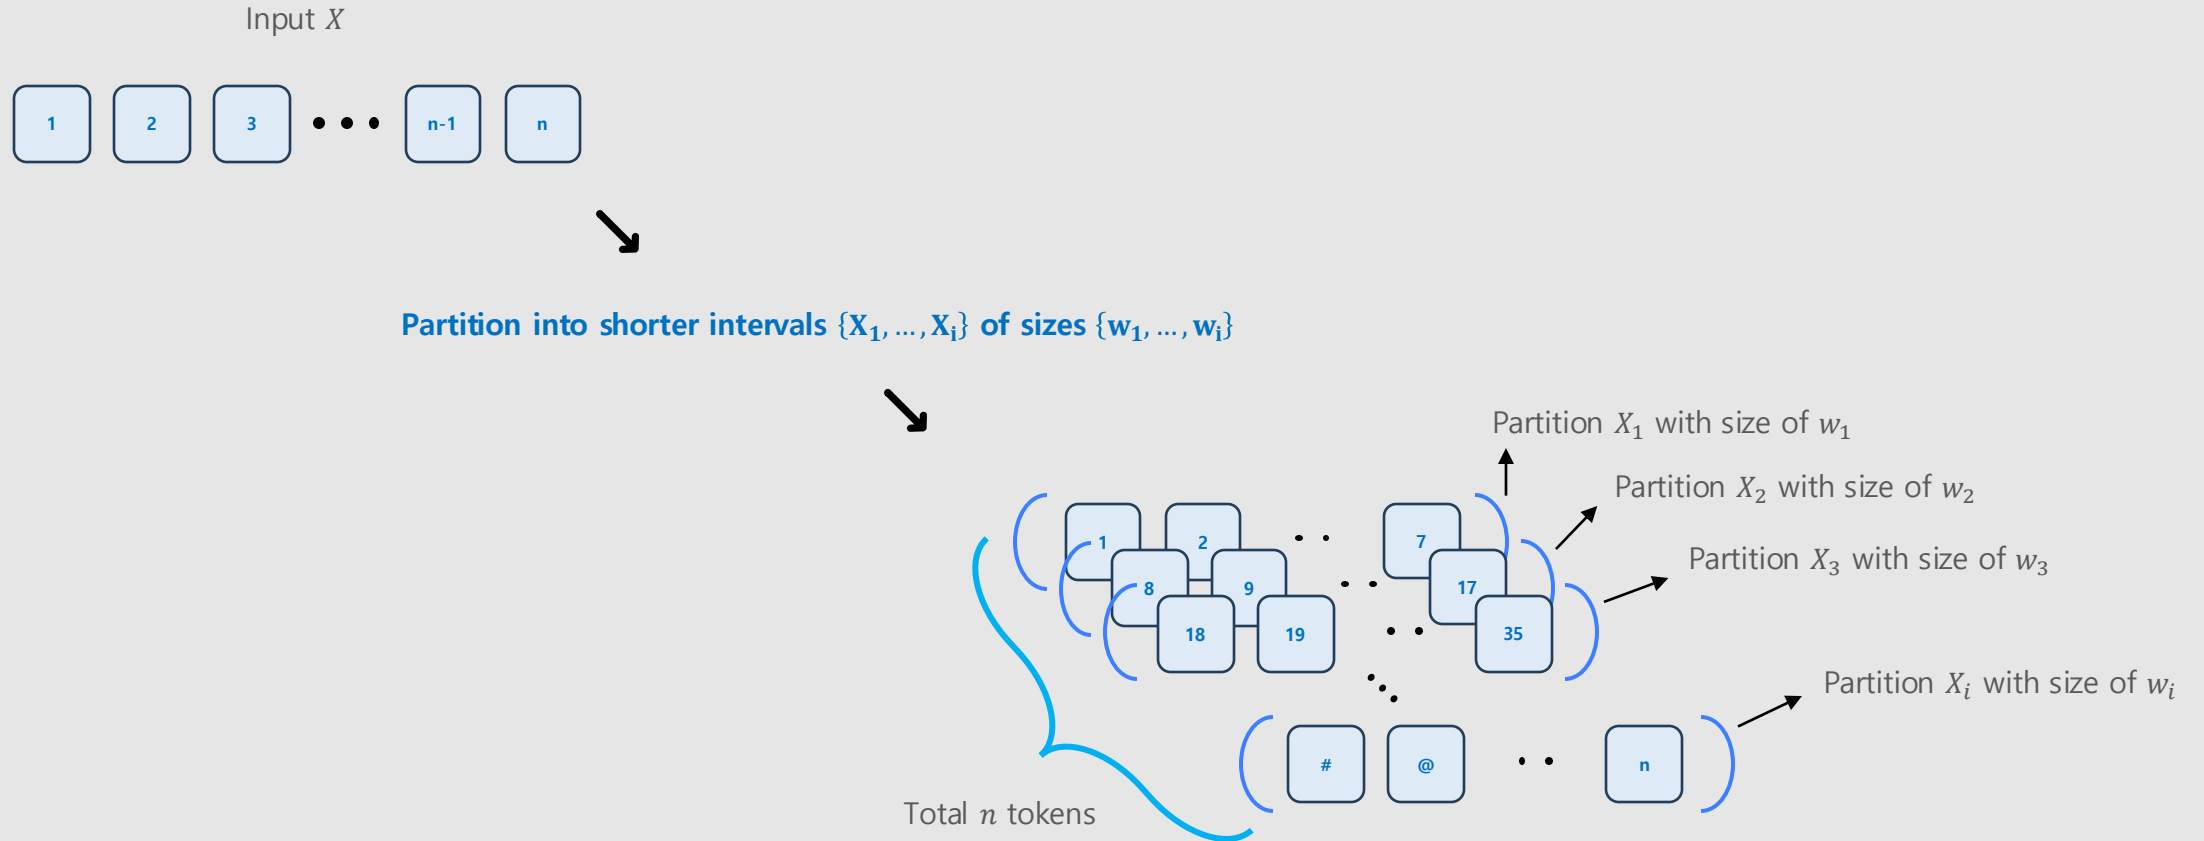 Input X
1 2 3 ••• n-1 n
Partition into shorter intervals {X₁, ..., Xᵢ} of sizes {w₁, ..., wᵢ}
Partition X₁ with size of w₁
Partition X₂ with size of w₂
Partition X₃ with size of w₃
1 2 •• 7
8 9 •• 17
18 19 •• 35
Partition Xᵢ with size of wᵢ
# @ •• n
Total n tokens